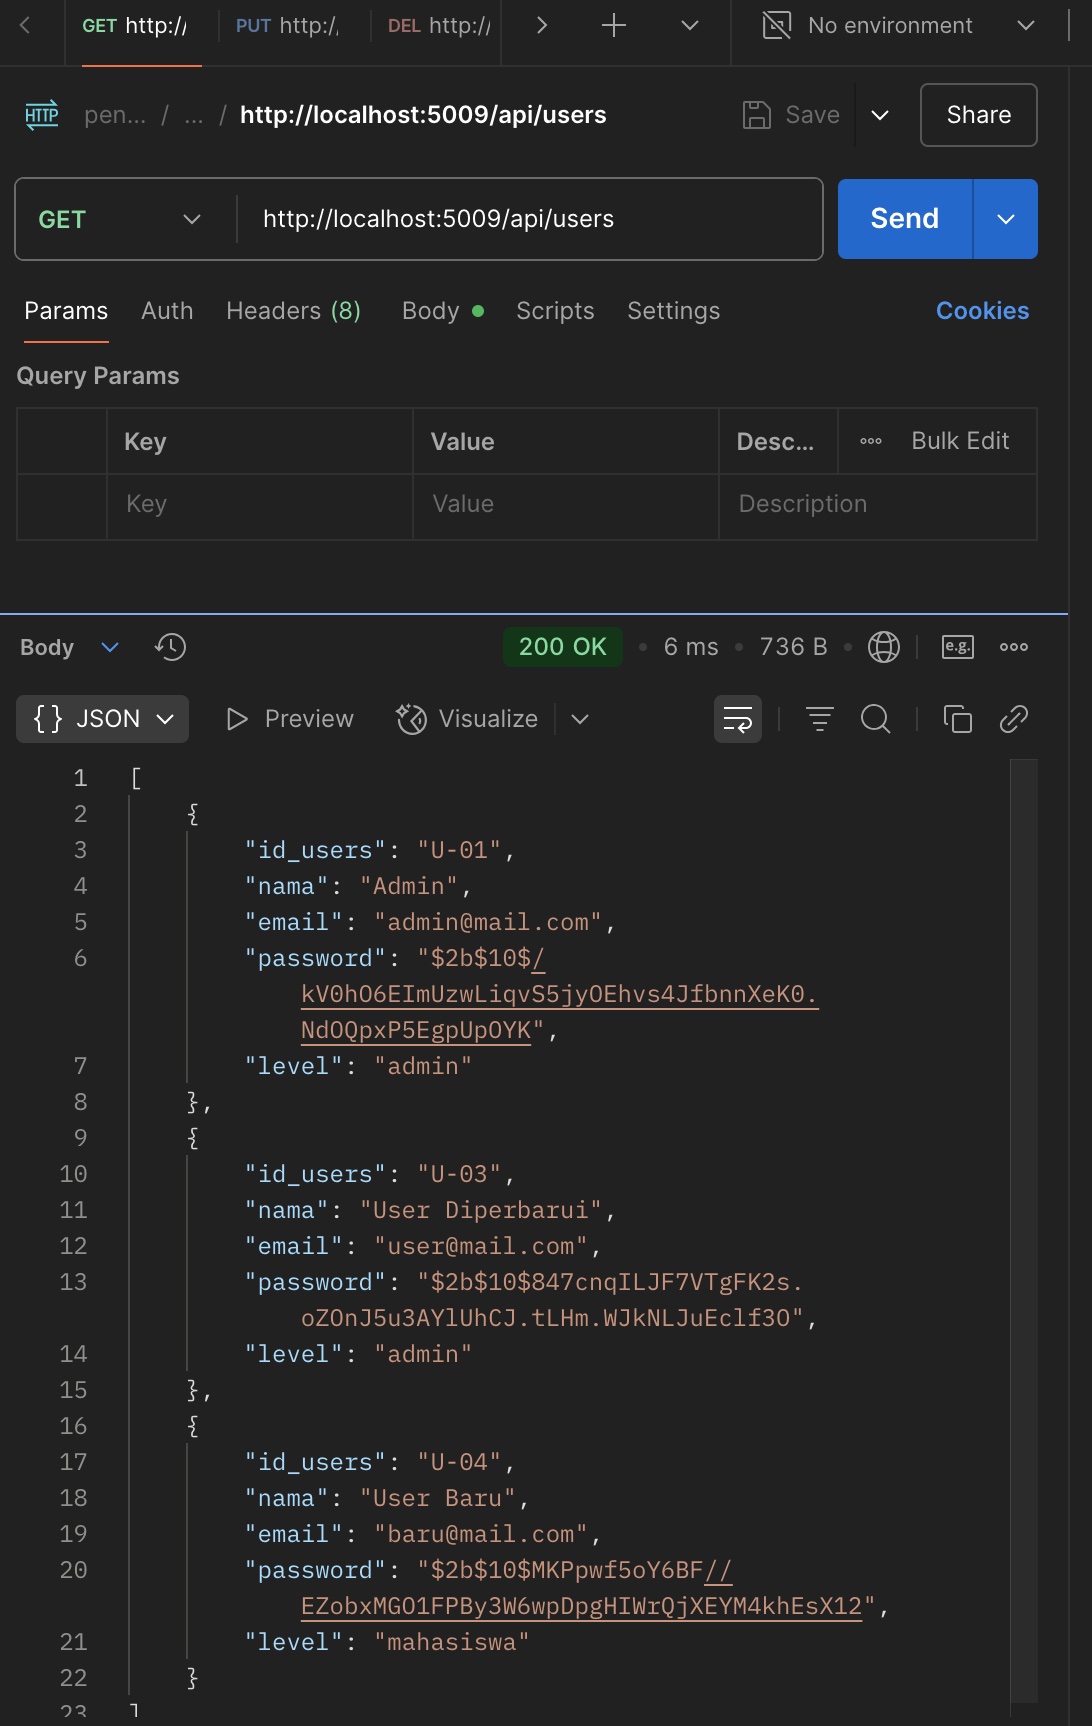 GET http:// PUT http:/, DEL http:// No environment
HTTP pen... / ... / http://localhost:5009/api/users Save Share
GET http://localhost:5009/api/users Send
Params Auth Headers (8) Body Scripts Settings Cookies
Query Params
Key Value Desc... Bulk Edit
Key Value Description
Body 200 OK 6 ms 736 B e.g.
{} JSON Preview Visualize
1 [
2 {
3 "id_users": "U-01",
4 "nama": "Admin",
5 "email": "admin@mail.com",
6 "password": "$2b$10$/
kV0hO6EImUzwLiqvS5jyOEhvs4JfbnnXeK0.
NdOQpxP5EgpUpOYK",
7 "level": "admin"
8 },
9 {
10 "id_users": "U-03",
11 "nama": "User Diperbarui",
12 "email": "user@mail.com",
13 "password": "$2b$10$847cnqILJF7VTgFK2s.
oZOnJ5u3AYlUhCJ.tLHm.WJkNLJuEclf3O",
14 "level": "admin"
15 },
16 {
17 "id_users": "U-04",
18 "nama": "User Baru",
19 "email": "baru@mail.com",
20 "password": "$2b$10$MKPpwf5oY6BF//
EZobxMGO1FPBy3W6wpDpgHIWrQjXEYM4khEsX12",
21 "level": "mahasiswa"
22 }
23 ]